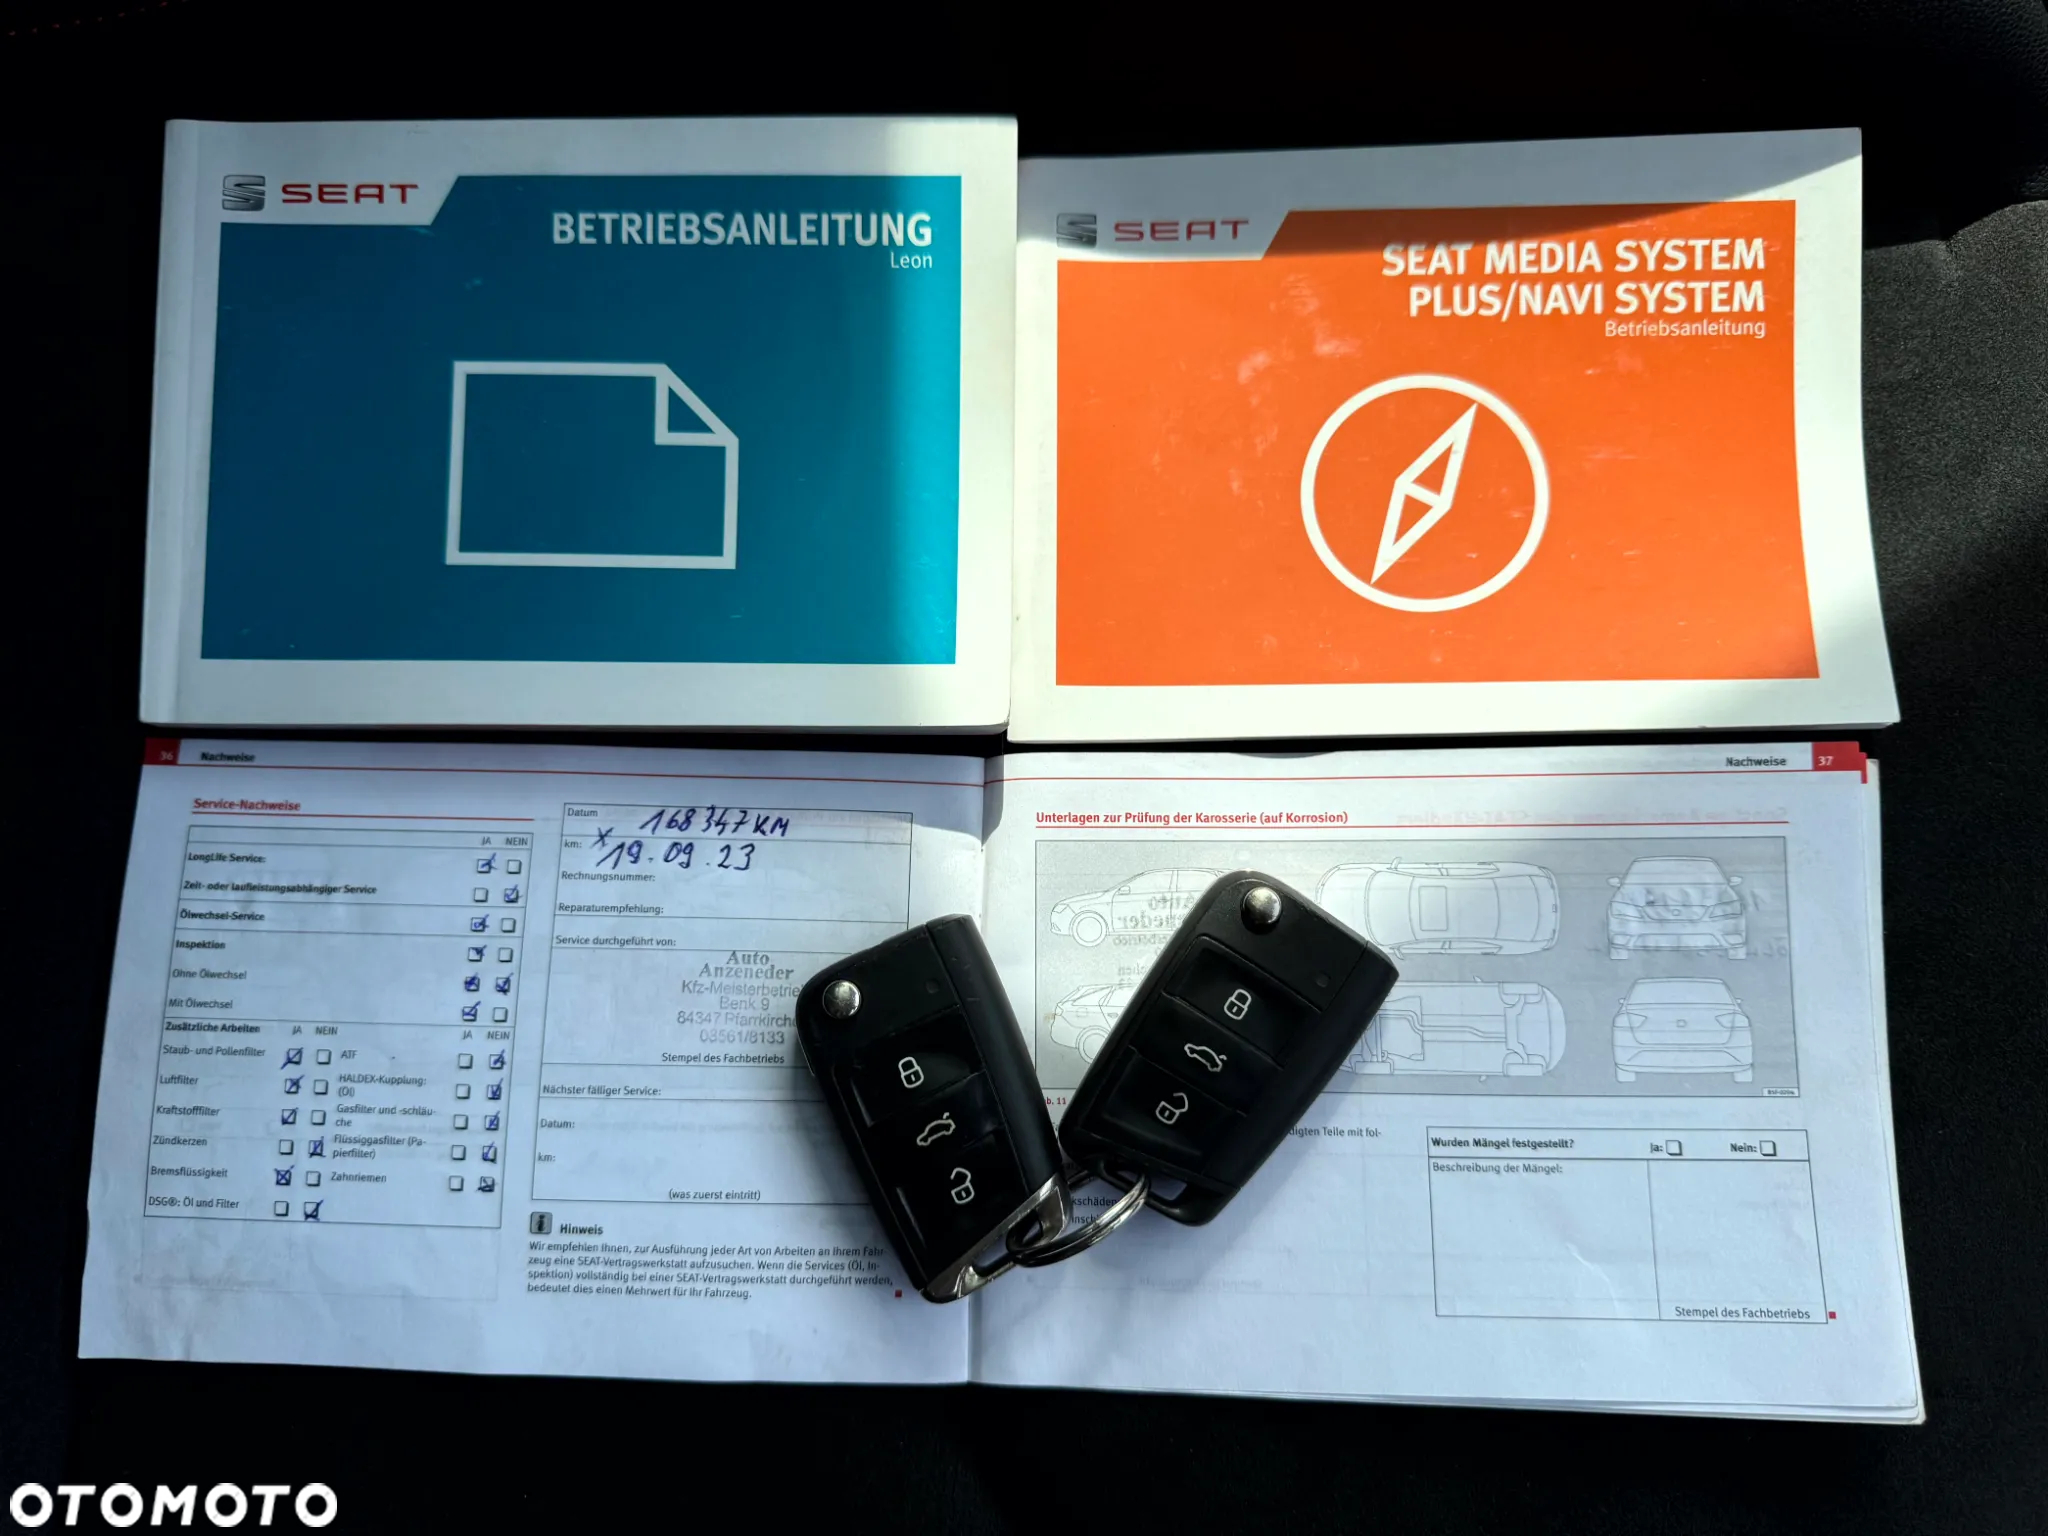 SEAT
BETRIEBSANLEITUNG
Leon
SEAT
SEAT MEDIA SYSTEM
PLUS/NAVI SYSTEM
Betriebsanleitung
36 Nachweise
Service-Nachweise
JA NEIN
LongLife Service:
Zeit- oder laufleistungsabhängiger Service
Ölwechsel-Service
Inspektion
Ohne Ölwechsel
Mit Ölwechsel
JA NEIN
Zusätzliche Arbeiten JA NEIN
Staub- und Pollenfilter
ATF
Luftfilter
HALDEX-Kupplung:
(Öl)
Kraftstofffilter
Gasfilter und -schläu-
che
Zündkerzen
Flüssiggasfilter (Pa-
pierfilter)
Bremsflüssigkeit
Zahnriemen
DSG®: Öl und Filter
Datum 168347 KM
km: X 19.09.23
Rechnungsnummer:
Reparaturempfehlung:
Service durchgeführt von:
Auto
Anzeneder
Kfz-Meisterbetrie
Benk 9
84347 Pfarrkirch
08561/8133
Stempel des Fachbetriebs
Nächster fälliger Service:
Datum:
km:
(was zuerst eintritt)
Hinweis
Wir empfehlen Ihnen, zur Ausführung jeder Art von Arbeiten an Ihrem Fahr-
zeug eine SEAT-Vertragswerkstatt aufzusuchen. Wenn die Services (Öl, In-
spektion) vollständig bei einer SEAT-Vertragswerkstatt durchgeführt werden,
bedeutet dies einen Mehrwert für Ihr Fahrzeug.
Nachweise 37
Unterlagen zur Prüfung der Karosserie (auf Korrosion)
b. 11
digten Teile mit fol-
kschäden
Wurden Mängel festgestellt? Ja: Nein:
Beschreibung der Mängel:
Stempel des Fachbetriebs
OTOMOTO